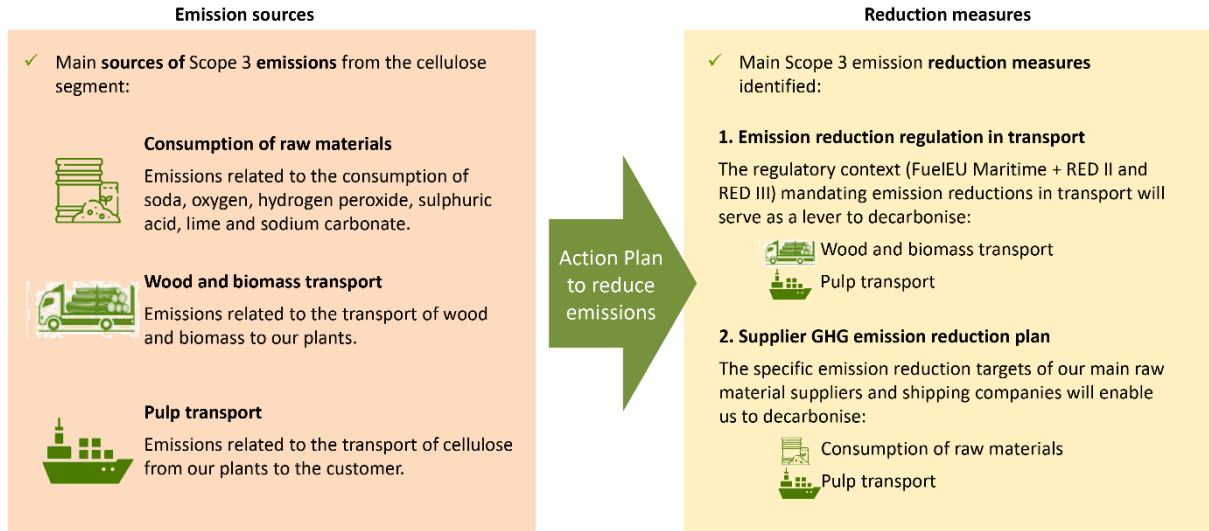 Emission sources
✓ Main sources of Scope 3 emissions from the cellulose
segment:
Consumption of raw materials
Emissions related to the consumption of
soda, oxygen, hydrogen peroxide, sulphuric
acid, lime and sodium carbonate.
Wood and biomass transport
Emissions related to the transport of wood
and biomass to our plants.
Pulp transport
Emissions related to the transport of cellulose
from our plants to the customer.
Action Plan
to reduce
emissions
Reduction measures
✓ Main Scope 3 emission reduction measures
identified:
1. Emission reduction regulation in transport
The regulatory context (FuelEU Maritime + RED II and
RED III) mandating emission reductions in transport will
serve as a lever to decarbonise:
Wood and biomass transport
Pulp transport
2. Supplier GHG emission reduction plan
The specific emission reduction targets of our main raw
material suppliers and shipping companies will enable
us to decarbonise:
Consumption of raw materials
Pulp transport